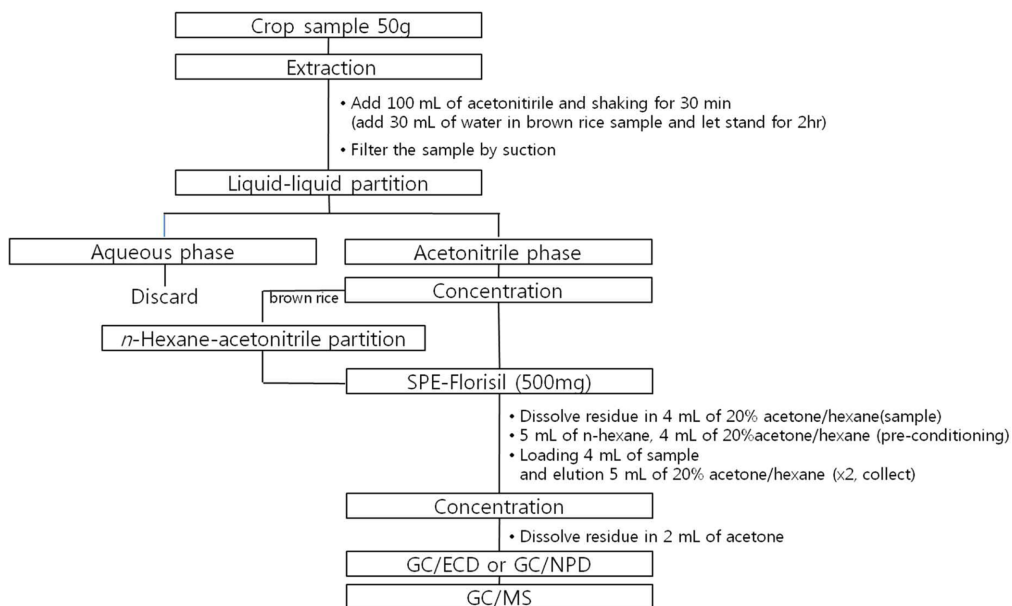 Crop sample 50g
Extraction
• Add 100 mL of acetonitirile and shaking for 30 min
(add 30 mL of water in brown rice sample and let stand for 2hr)
• Filter the sample by suction
Liquid-liquid partition
Aqueous phase
Acetonitrile phase
Discard
brown rice
Concentration
n-Hexane-acetonitrile partition
SPE-Florisil (500mg)
• Dissolve residue in 4 mL of 20% acetone/hexane(sample)
• 5 mL of n-hexane, 4 mL of 20%acetone/hexane (pre-conditioning)
• Loading 4 mL of sample
and elution 5 mL of 20% acetone/hexane (x2, collect)
Concentration
• Dissolve residue in 2 mL of acetone
GC/ECD or GC/NPD
GC/MS